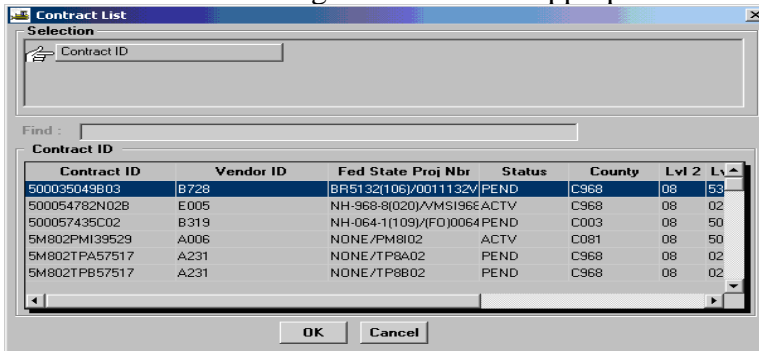 Contract List
Selection
Contract ID
Find :
Contract ID
Contract ID Vendor ID Fed State Proj Nbr Status County Lvl 2 Lv
500035049B03 B728 BR5132(106)/0011132V PEND C968 08 53
500054782N02B E005 NH-968-8(020)/VMSI968 ACTV C968 08 02
500057435C02 B319 NH-064-1(109)/(FO)0064 PEND C003 08 50
5M802PMI39529 A006 NONE/PM8I02 ACTV C081 08 50
5M802TPA57517 A231 NONE/TP8A02 PEND C968 08 02
5M802TPB57517 A231 NONE/TP8B02 PEND C968 08 02
OK Cancel